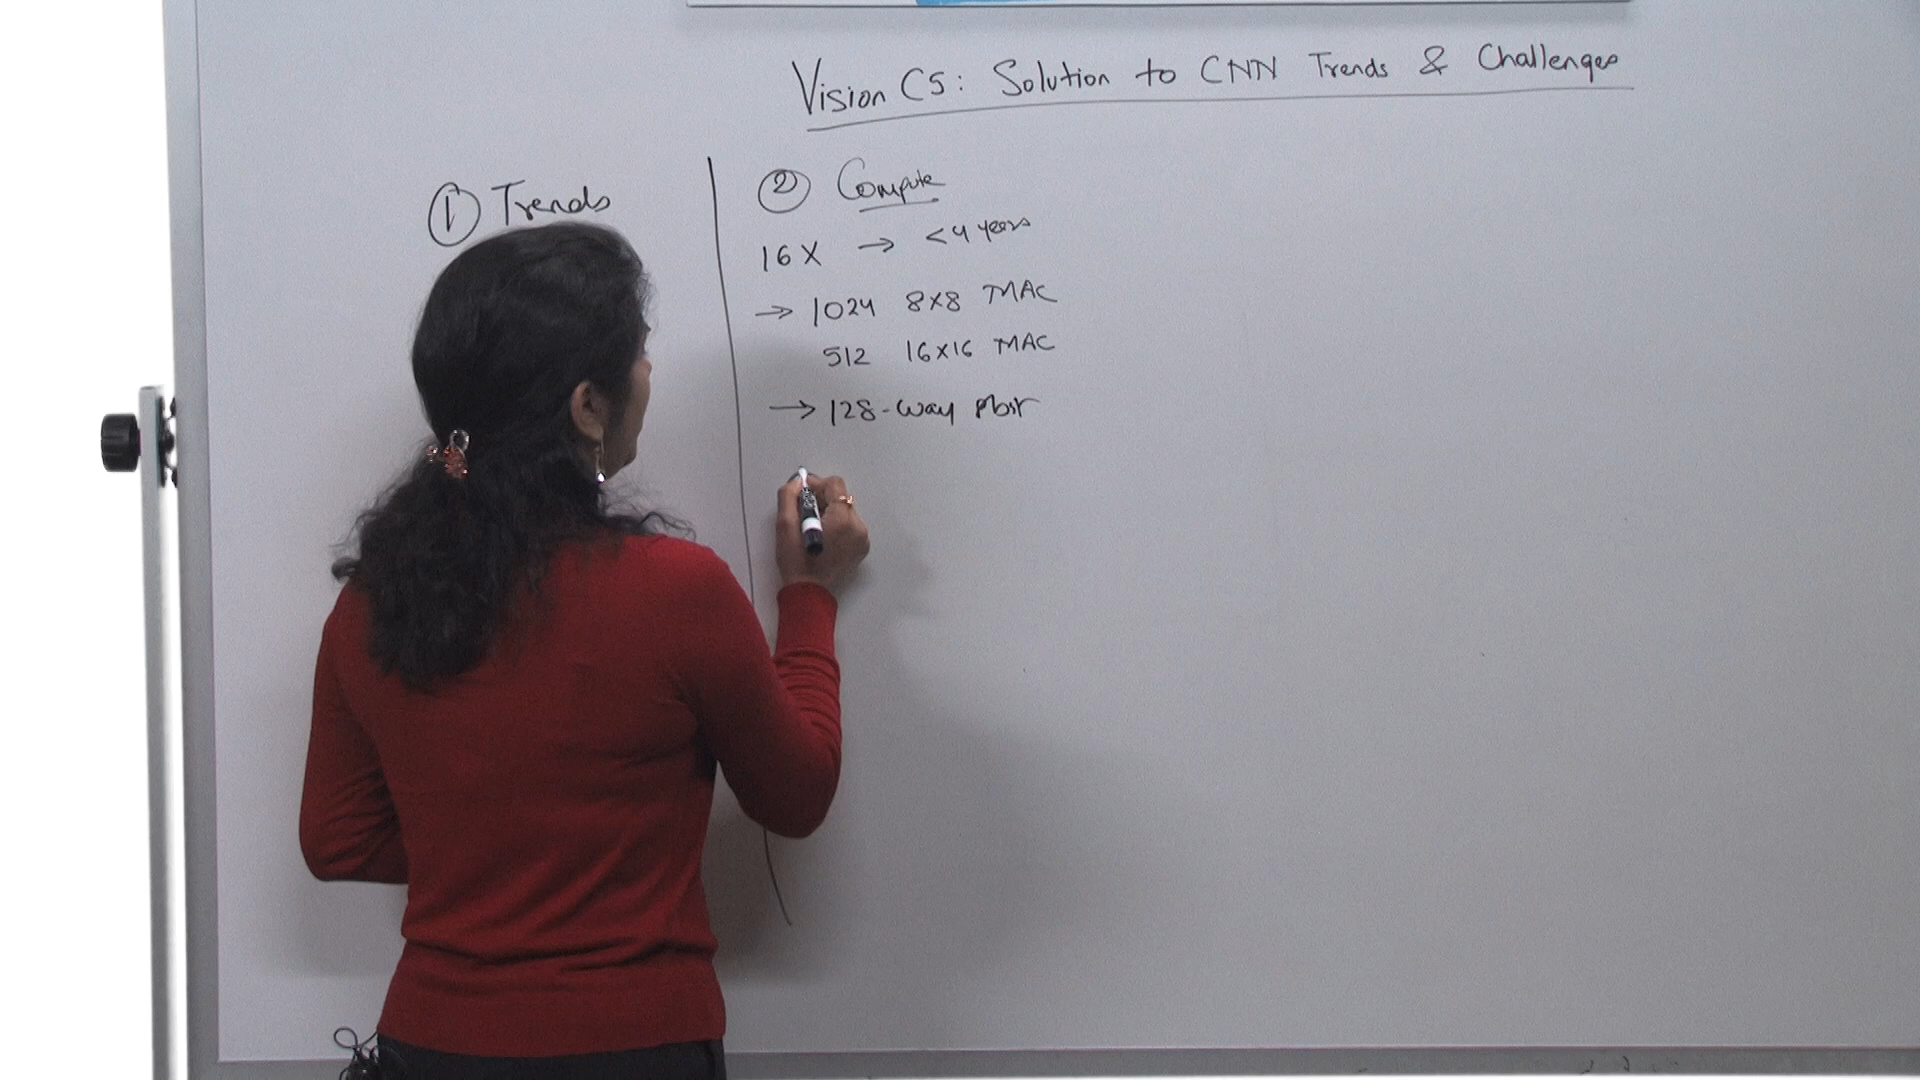 Vision C5: Solution to CNN Trends & Challenges
① Trends
② Compute
16X → <4 years
→ 1024 8x8 MAC
512 16x16 MAC
→ 128-way 8bit